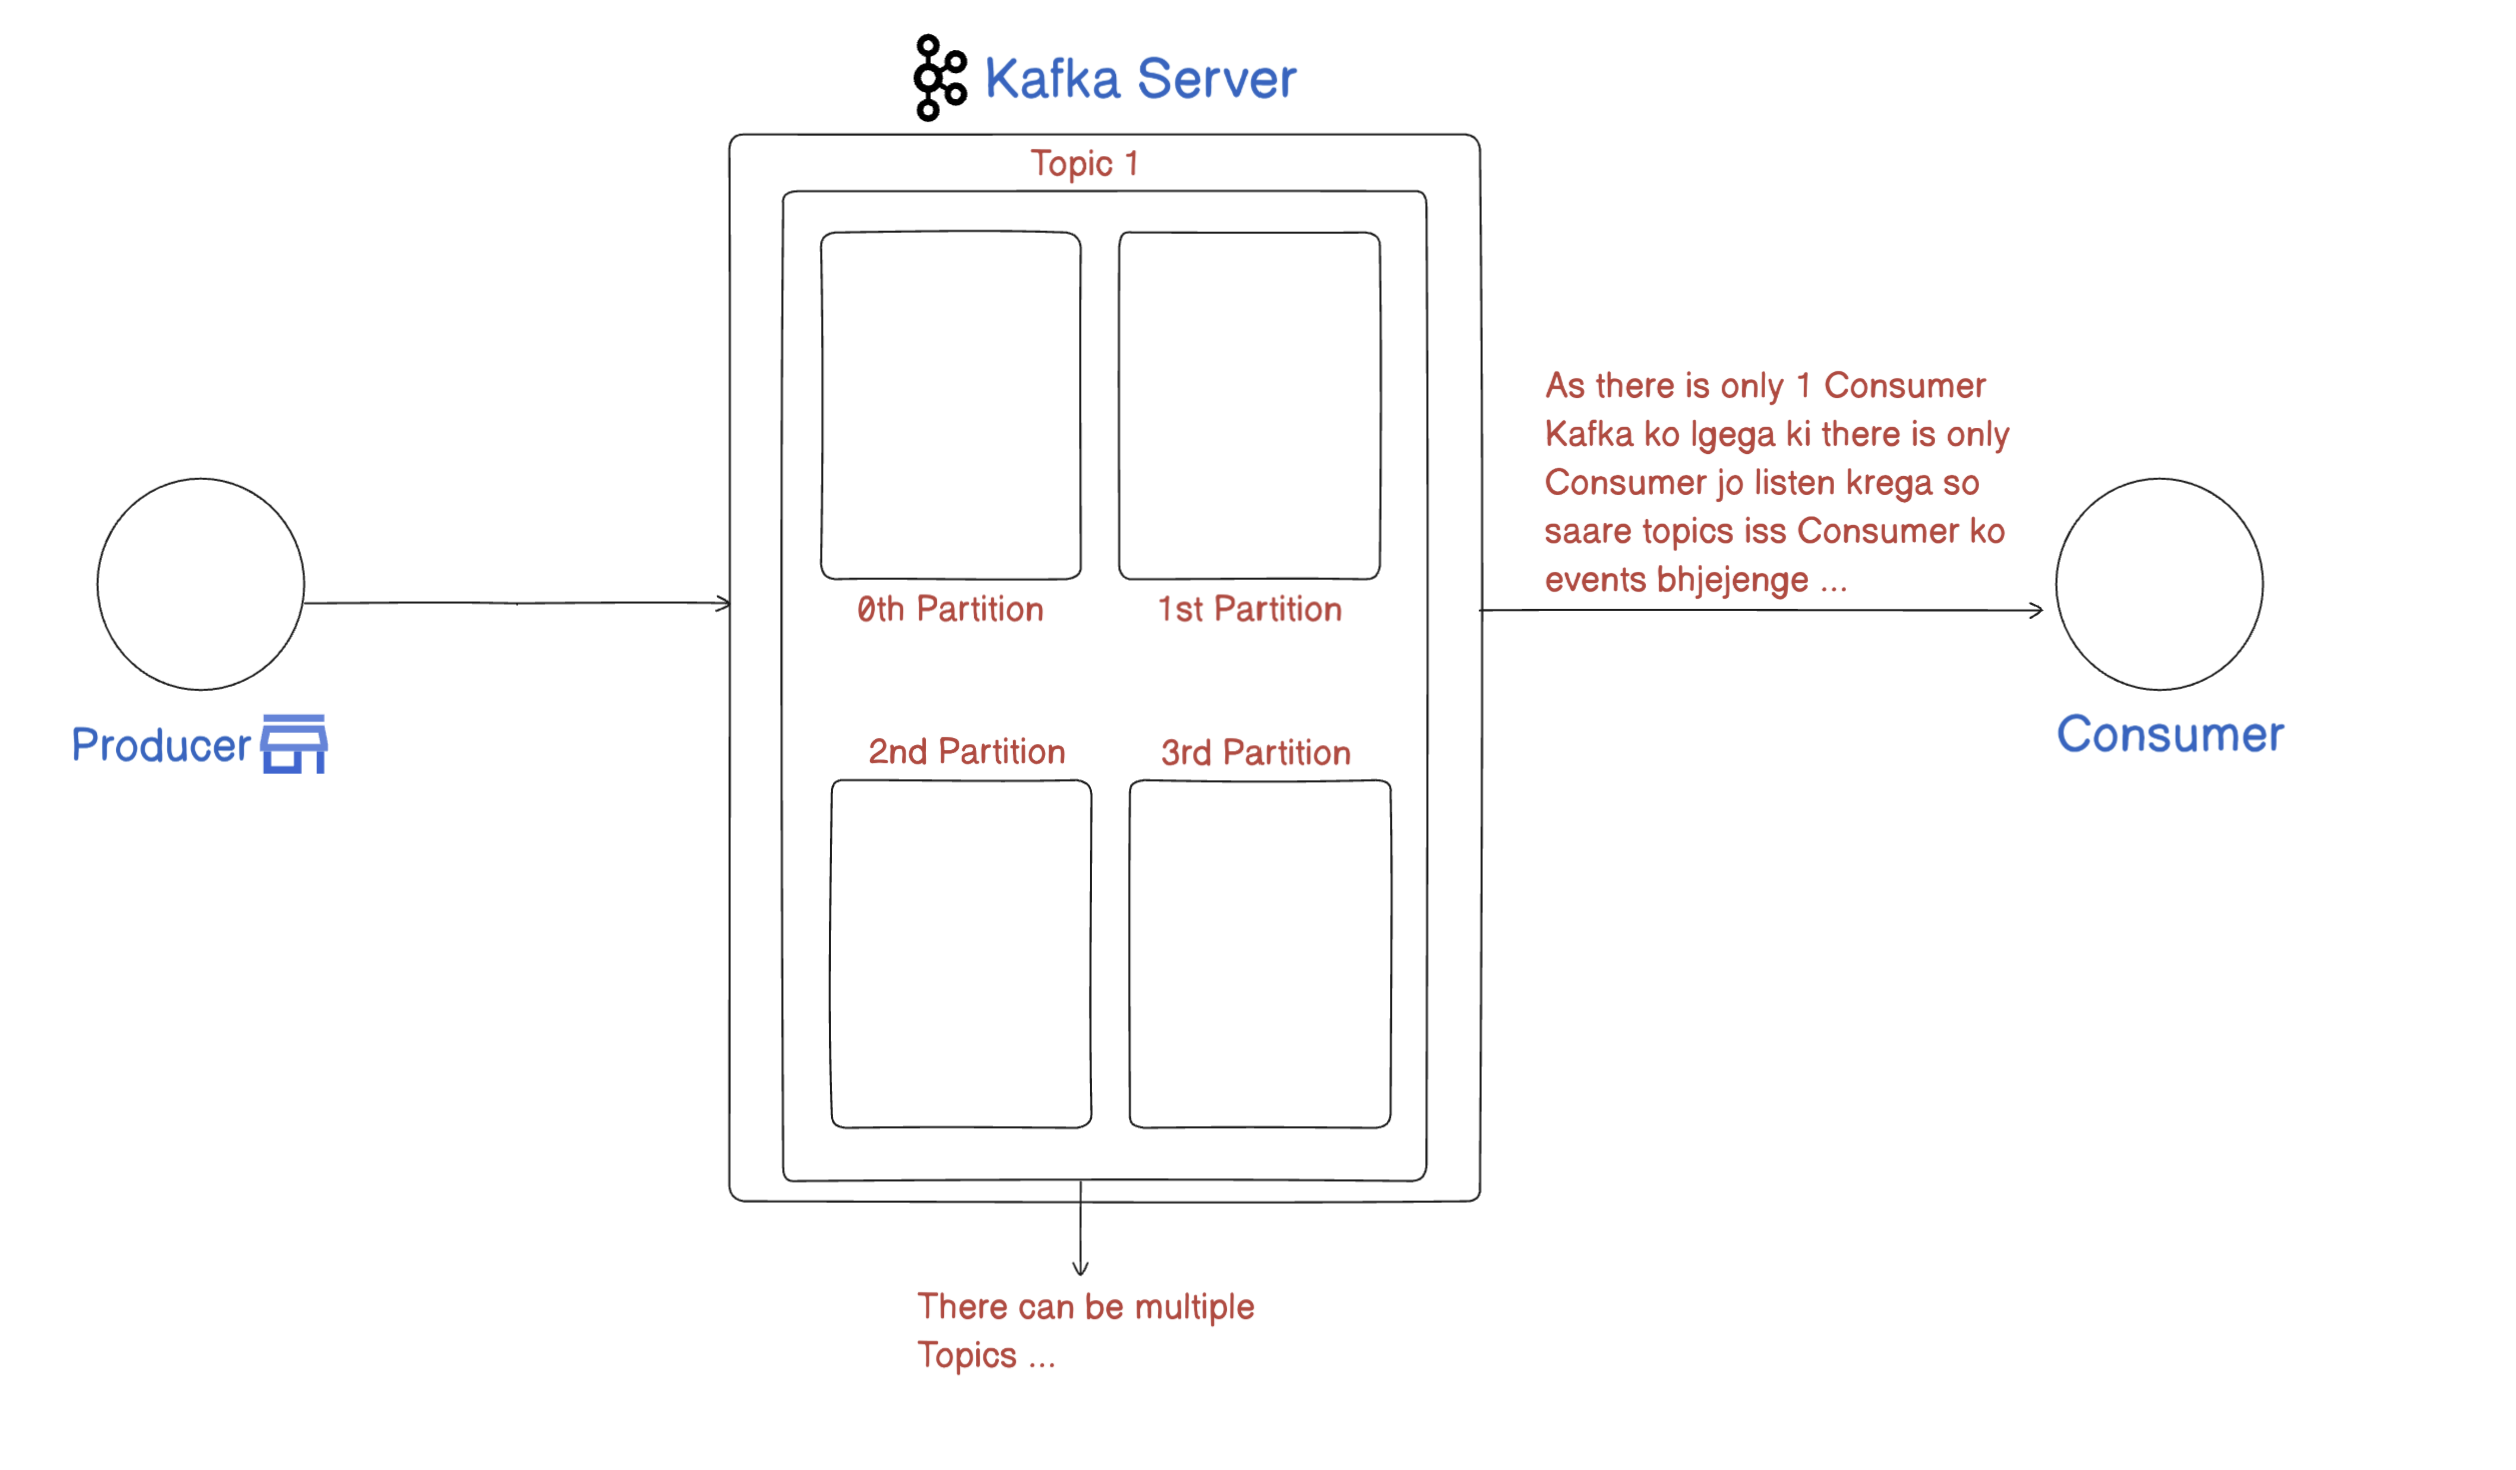 Kafka Server
Topic 1
0th Partition
1st Partition
As there is only 1 Consumer
Kafka ko lgega ki there is only
Consumer jo listen krega so
saare topics iss Consumer ko
events bhjejenge ...
Producer
Consumer
2nd Partition
3rd Partition
There can be multiple
Topics ...